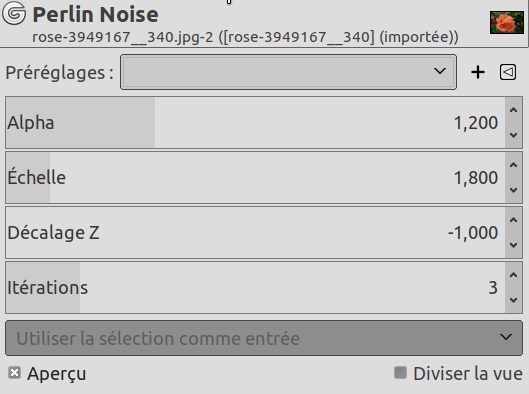 Perlin Noise
rose-3949167__340.jpg-2 ([rose-3949167__340] (importée))
Préréglages :
Alpha 1,200
Échelle 1,800
Décalage Z -1,000
Itérations 3
Utiliser la sélection comme entrée
Aperçu Diviser la vue